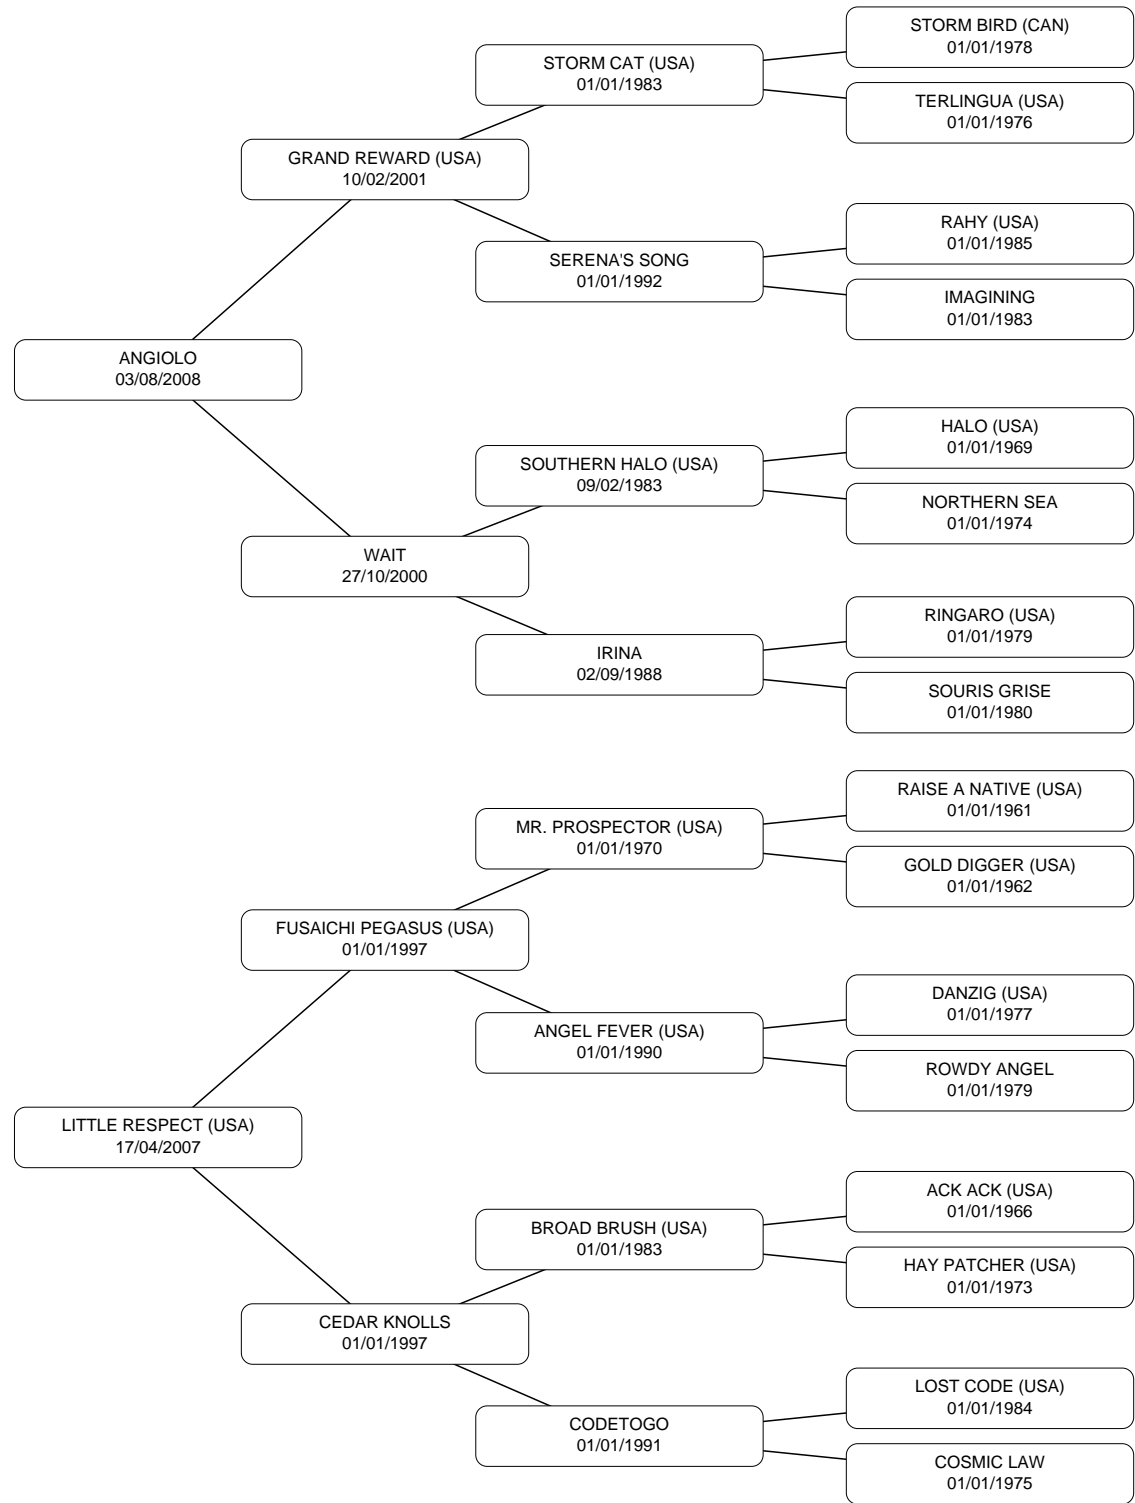 STORM BIRD (CAN)
01/01/1978
STORM CAT (USA)
01/01/1983
TERLINGUA (USA)
01/01/1976
GRAND REWARD (USA)
10/02/2001
RAHY (USA)
01/01/1985
SERENA'S SONG
01/01/1992
IMAGINING
01/01/1983
ANGIOLO
03/08/2008
HALO (USA)
01/01/1969
SOUTHERN HALO (USA)
09/02/1983
NORTHERN SEA
01/01/1974
WAIT
27/10/2000
RINGARO (USA)
01/01/1979
IRINA
02/09/1988
SOURIS GRISE
01/01/1980
RAISE A NATIVE (USA)
01/01/1961
MR. PROSPECTOR (USA)
01/01/1970
GOLD DIGGER (USA)
01/01/1962
FUSAICHI PEGASUS (USA)
01/01/1997
DANZIG (USA)
01/01/1977
ANGEL FEVER (USA)
01/01/1990
ROWDY ANGEL
01/01/1979
LITTLE RESPECT (USA)
17/04/2007
ACK ACK (USA)
01/01/1966
BROAD BRUSH (USA)
01/01/1983
HAY PATCHER (USA)
01/01/1973
CEDAR KNOLLS
01/01/1997
LOST CODE (USA)
01/01/1984
CODETOGO
01/01/1991
COSMIC LAW
01/01/1975